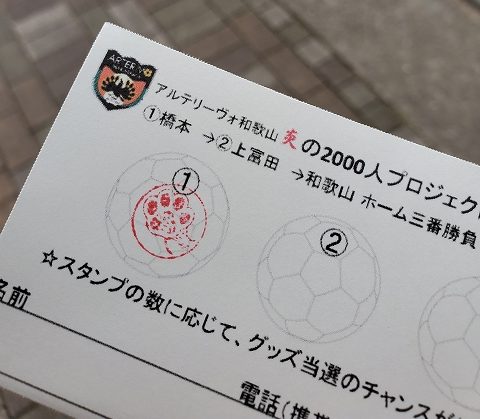 ARTERIVO
アルテリーヴォ和歌山 炎の2000人プロジェク
①橋本 →②上富田 →和歌山 ホーム三番勝負
①
②
☆スタンプの数に応じて、グッズ当選のチャンスが
名前
電話(携